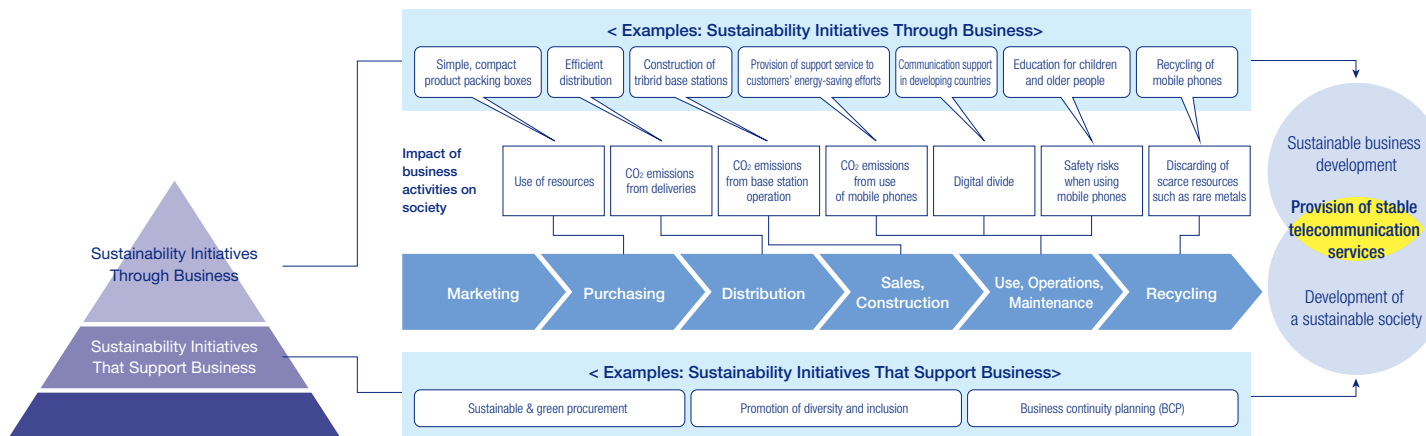 < Examples: Sustainability Initiatives Through Business>
Simple, compact
product packing boxes
Efficient
distribution
Construction of
tribrid base stations
Provision of support service to
customers' energy-saving efforts
Communication support
in developing countries
Education for children
and older people
Recycling of
mobile phones
Impact of
business
activities on
society
Use of resources
CO₂ emissions
from deliveries
CO₂ emissions
from base station
operation
CO₂ emissions
from use
of mobile phones
Digital divide
Safety risks
when using
mobile phones
Discarding of
scarce resources
such as rare metals
Sustainability Initiatives
Through Business
Sustainability Initiatives
That Support Business
Marketing
Purchasing
Distribution
Sales,
Construction
Use, Operations,
Maintenance
Recycling
< Examples: Sustainability Initiatives That Support Business>
Sustainable & green procurement
Promotion of diversity and inclusion
Business continuity planning (BCP)
Sustainable business
development
Provision of stable
telecommunication
services
Development of
a sustainable society